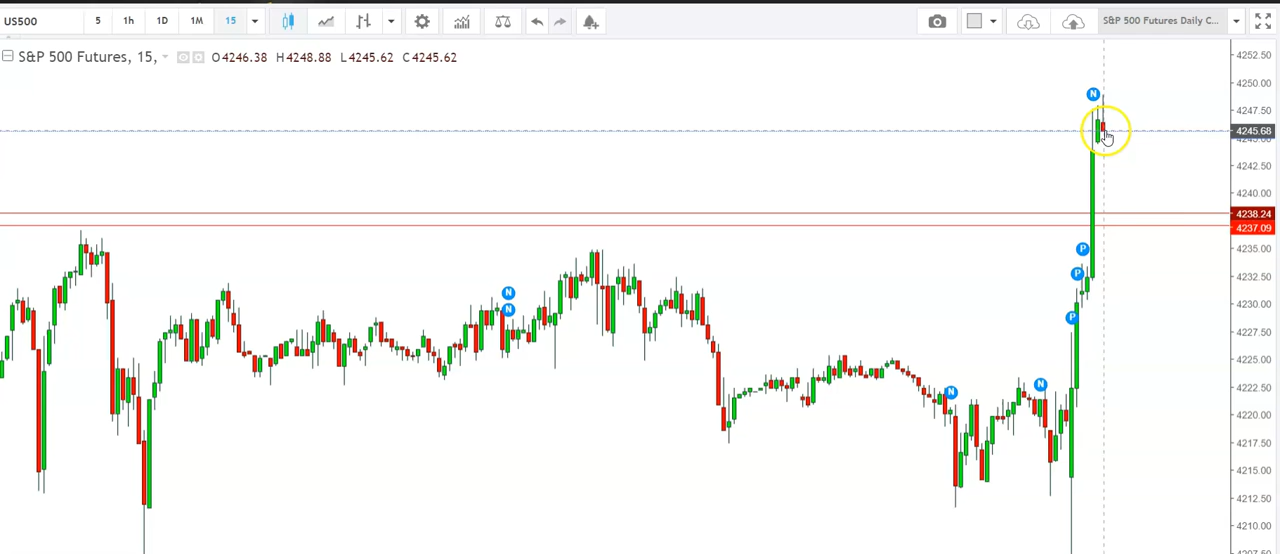 US500 5 1h 1D 1M 15 S&P 500 Futures Daily C...
S&P 500 Futures, 15, O4246.38 H4248.88 L4245.62 C4245.62
4252.50
4250.00
N
4247.50
4245.68
4242.50
4240.00
4238.24
4237.09
P
4235.00
P
4232.50
N
4230.00
N
P
4227.50
4225.00
N
4222.50
N
4220.00
4217.50
4215.00
4212.50
4210.00